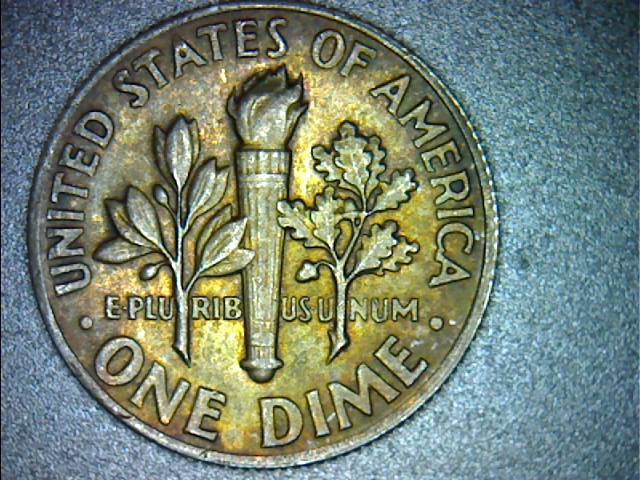 UNITED STATES OF AMERICA
E·PLURIBUS UNUM
· ONE DIME ·